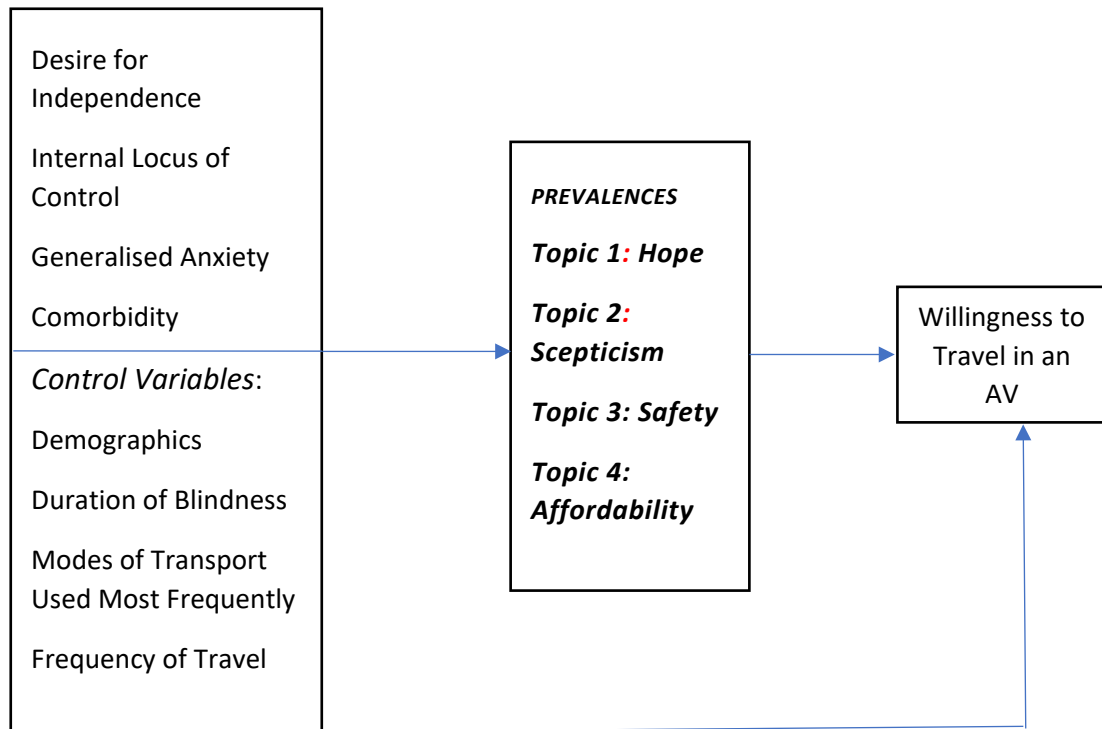 Desire for
Independence
Internal Locus of
Control
Generalised Anxiety
Comorbidity
Control Variables:
Demographics
Duration of Blindness
Modes of Transport
Used Most Frequently
Frequency of Travel
PREVALENCES
Topic 1: Hope
Topic 2:
Scepticism
Topic 3: Safety
Topic 4:
Affordability
Willingness to
Travel in an
AV